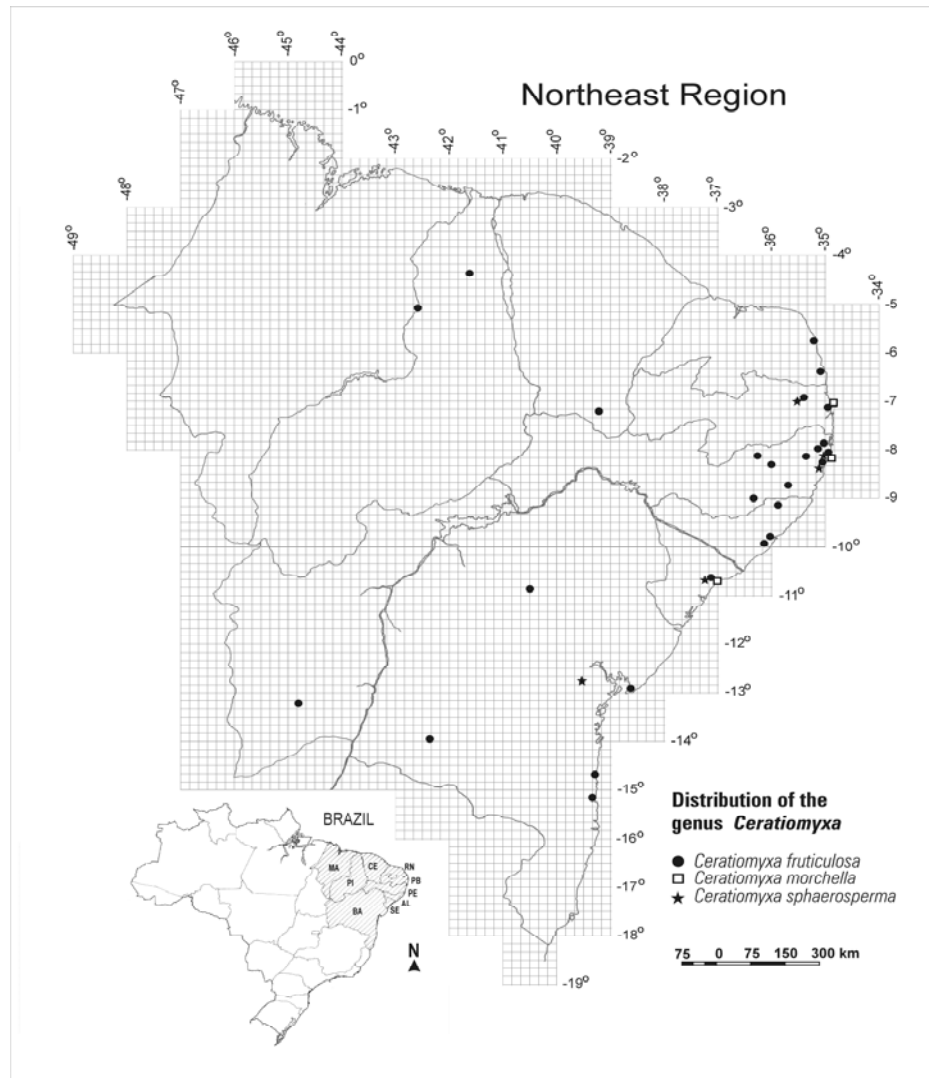 -46° -45° -44°
0°
-47°
-1°
Northeast Region
-43° -42° -41° -40° -39°
-2°
-48°
-38° -37°
-3°
-49°
-36° -35°
-4°
-34°
-5
-6
-7
-8
-9
-10°
-11°
-12°
-13°
-14°
-15°
-16°
-17°
-18°
-19°
Distribution of the
genus Ceratiomyxa
Ceratiomyxa fruticulosa
Ceratiomyxa morchella
Ceratiomyxa sphaerosperma
75 0 75 150 300 km
BRAZIL
MA
CE
RN
PI
PB
PE
AL
SE
BA
N